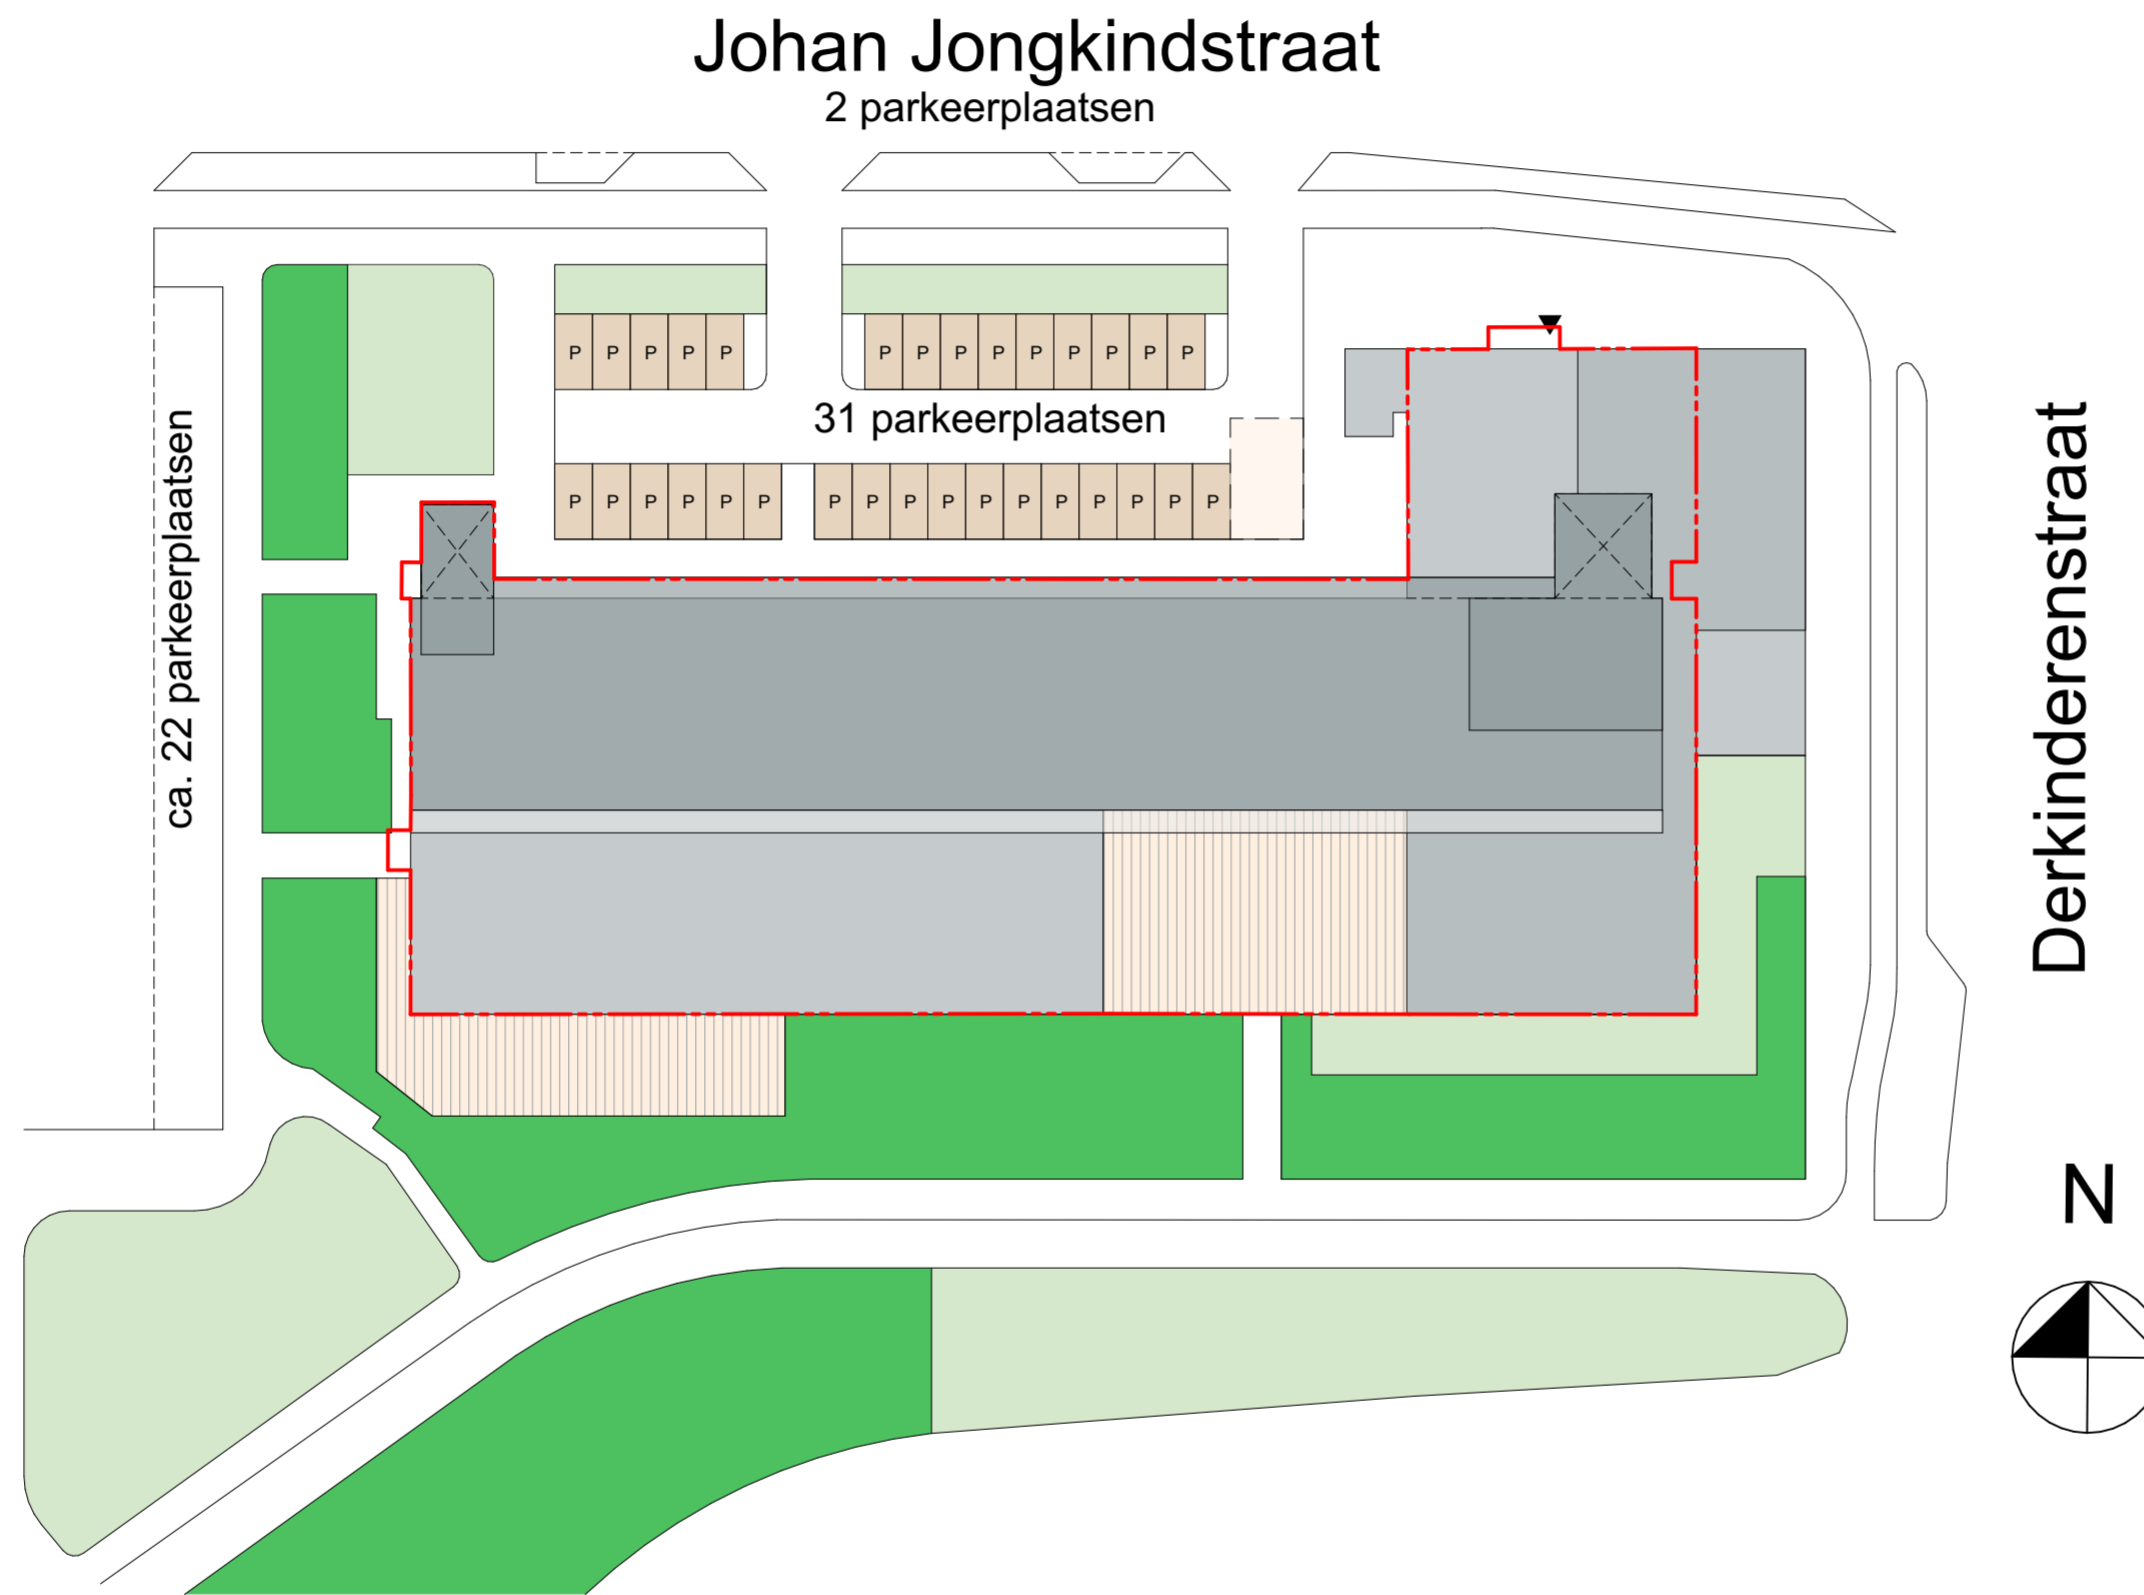 Johan Jongkindstraat
2 parkeerplaatsen
P P P P P P P P P P P P P P
31 parkeerplaatsen
P P P P P P P P P P P P P P P P P
ca. 22 parkeerplaatsen
Derkinderenstraat
N